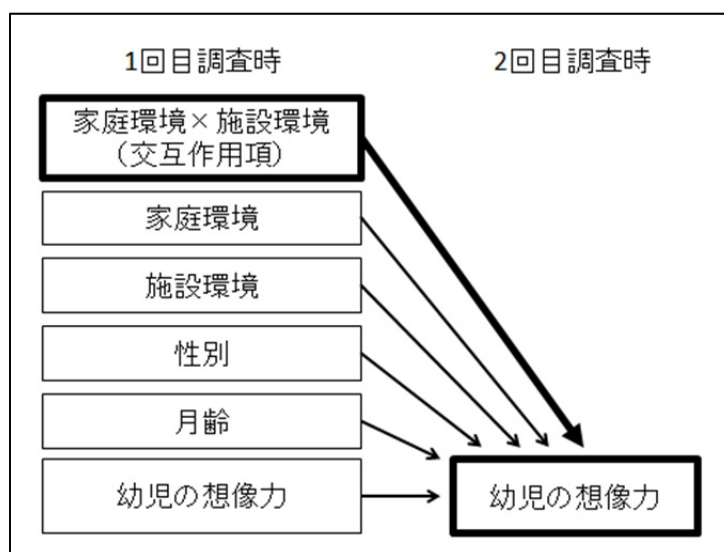 1回目調査時
2回目調査時
家庭環境×施設環境
（交互作用項）
家庭環境
施設環境
性別
月齢
幼児の想像力
幼児の想像力